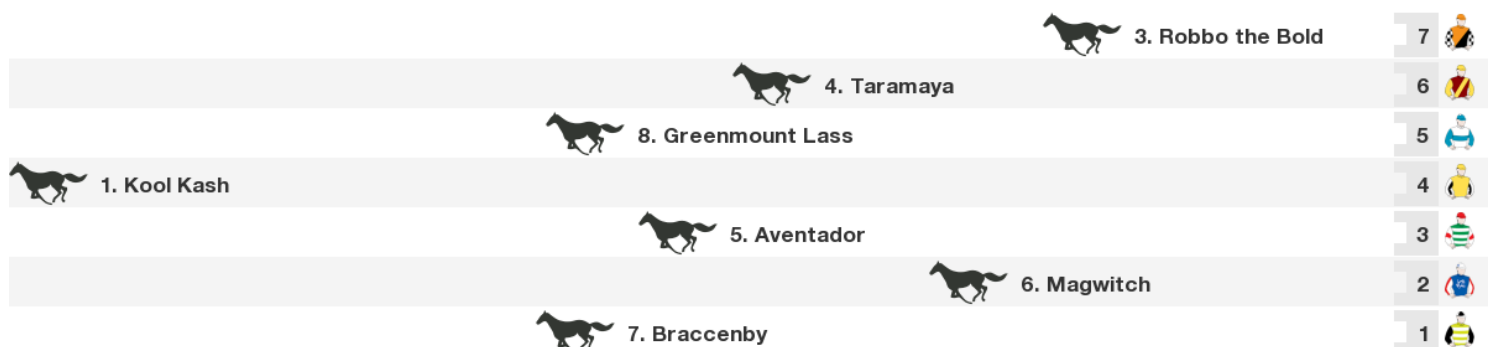 3. Robbo the Bold 7
4. Taramaya 6
8. Greenmount Lass 5
1. Kool Kash 4
5. Aventador 3
6. Magwitch 2
7. Braccenby 1